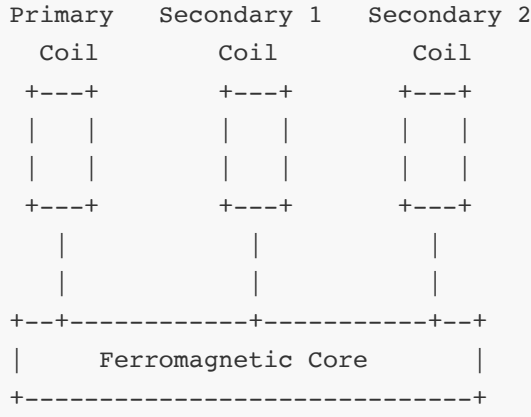 Primary   Secondary 1   Secondary 2
Coil        Coil           Coil
Ferromagnetic Core